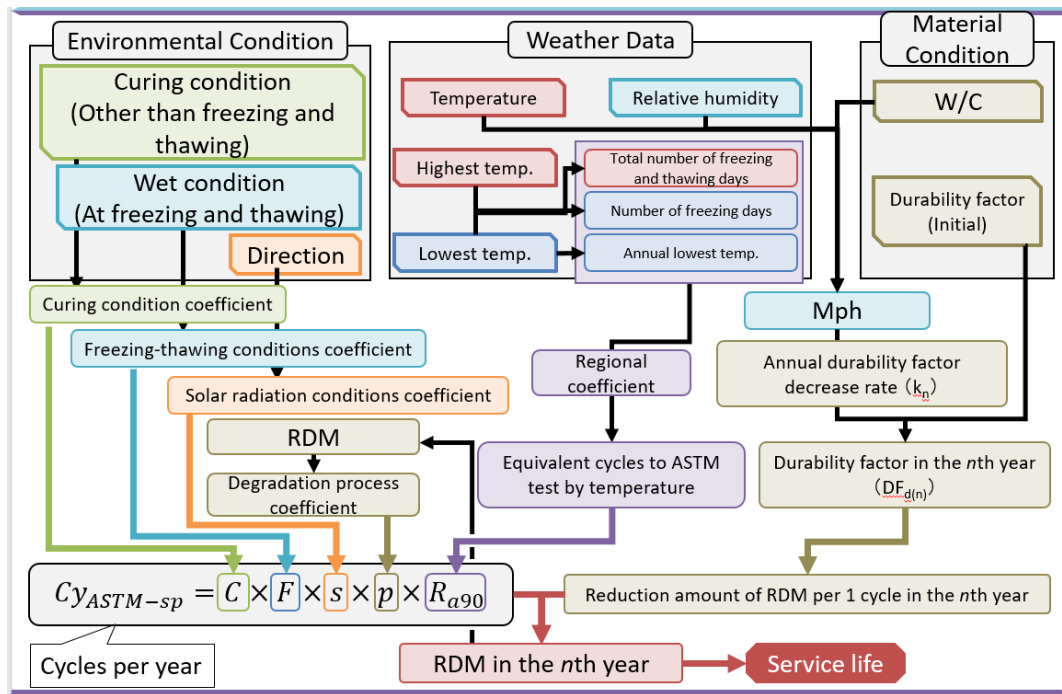 Environmental Condition
Curing condition
(Other than freezing and
thawing)
Wet condition
(At freezing and thawing)
Direction
Weather Data
Temperature
Relative humidity
Highest temp.
Lowest temp.
Total number of freezing
and thawing days
Number of freezing days
Annual lowest temp.
Material
Condition
W/C
Durability factor
(Initial)
Curing condition coefficient
Freezing-thawing conditions coefficient
Solar radiation conditions coefficient
RDM
Degradation process
coefficient
Regional
coefficient
Equivalent cycles to ASTM
test by temperature
Mph
Annual durability factor
decrease rate (kn)
Durability factor in the nth year
(DFd(n))
CyASTM−sp = C × F × s × p × Ra90
Reduction amount of RDM per 1 cycle in the nth year
Cycles per year
RDM in the nth year
Service life